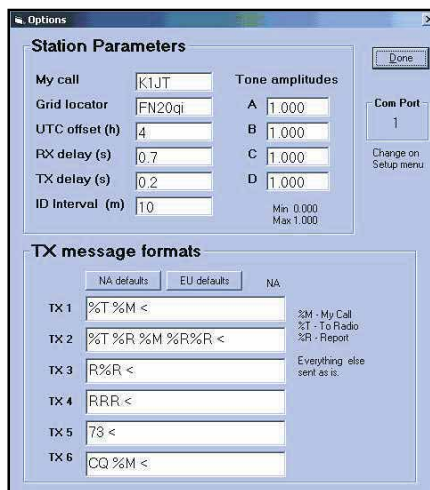 Options
Station Parameters
Done
My call K1JT
Tone amplitudes
Grid locator FN20qi
A 1.000
Com Port
UTC offset (h) 4
B 1.000
1
RX delay (s) 0.7
C 1.000
Change on
Setup menu
TX delay (s) 0.2
D 1.000
ID Interval (m) 10
Min 0.000
Max 1.000
TX message formats
NA defaults EU defaults NA
TX 1 %T %M <
%M - My Call
%T - To Radio
%R - Report
TX 2 %T %R %M %R%R <
Everything else
sent as is.
TX 3 R%R <
TX 4 RRR <
TX 5 73 <
TX 6 CQ %M <